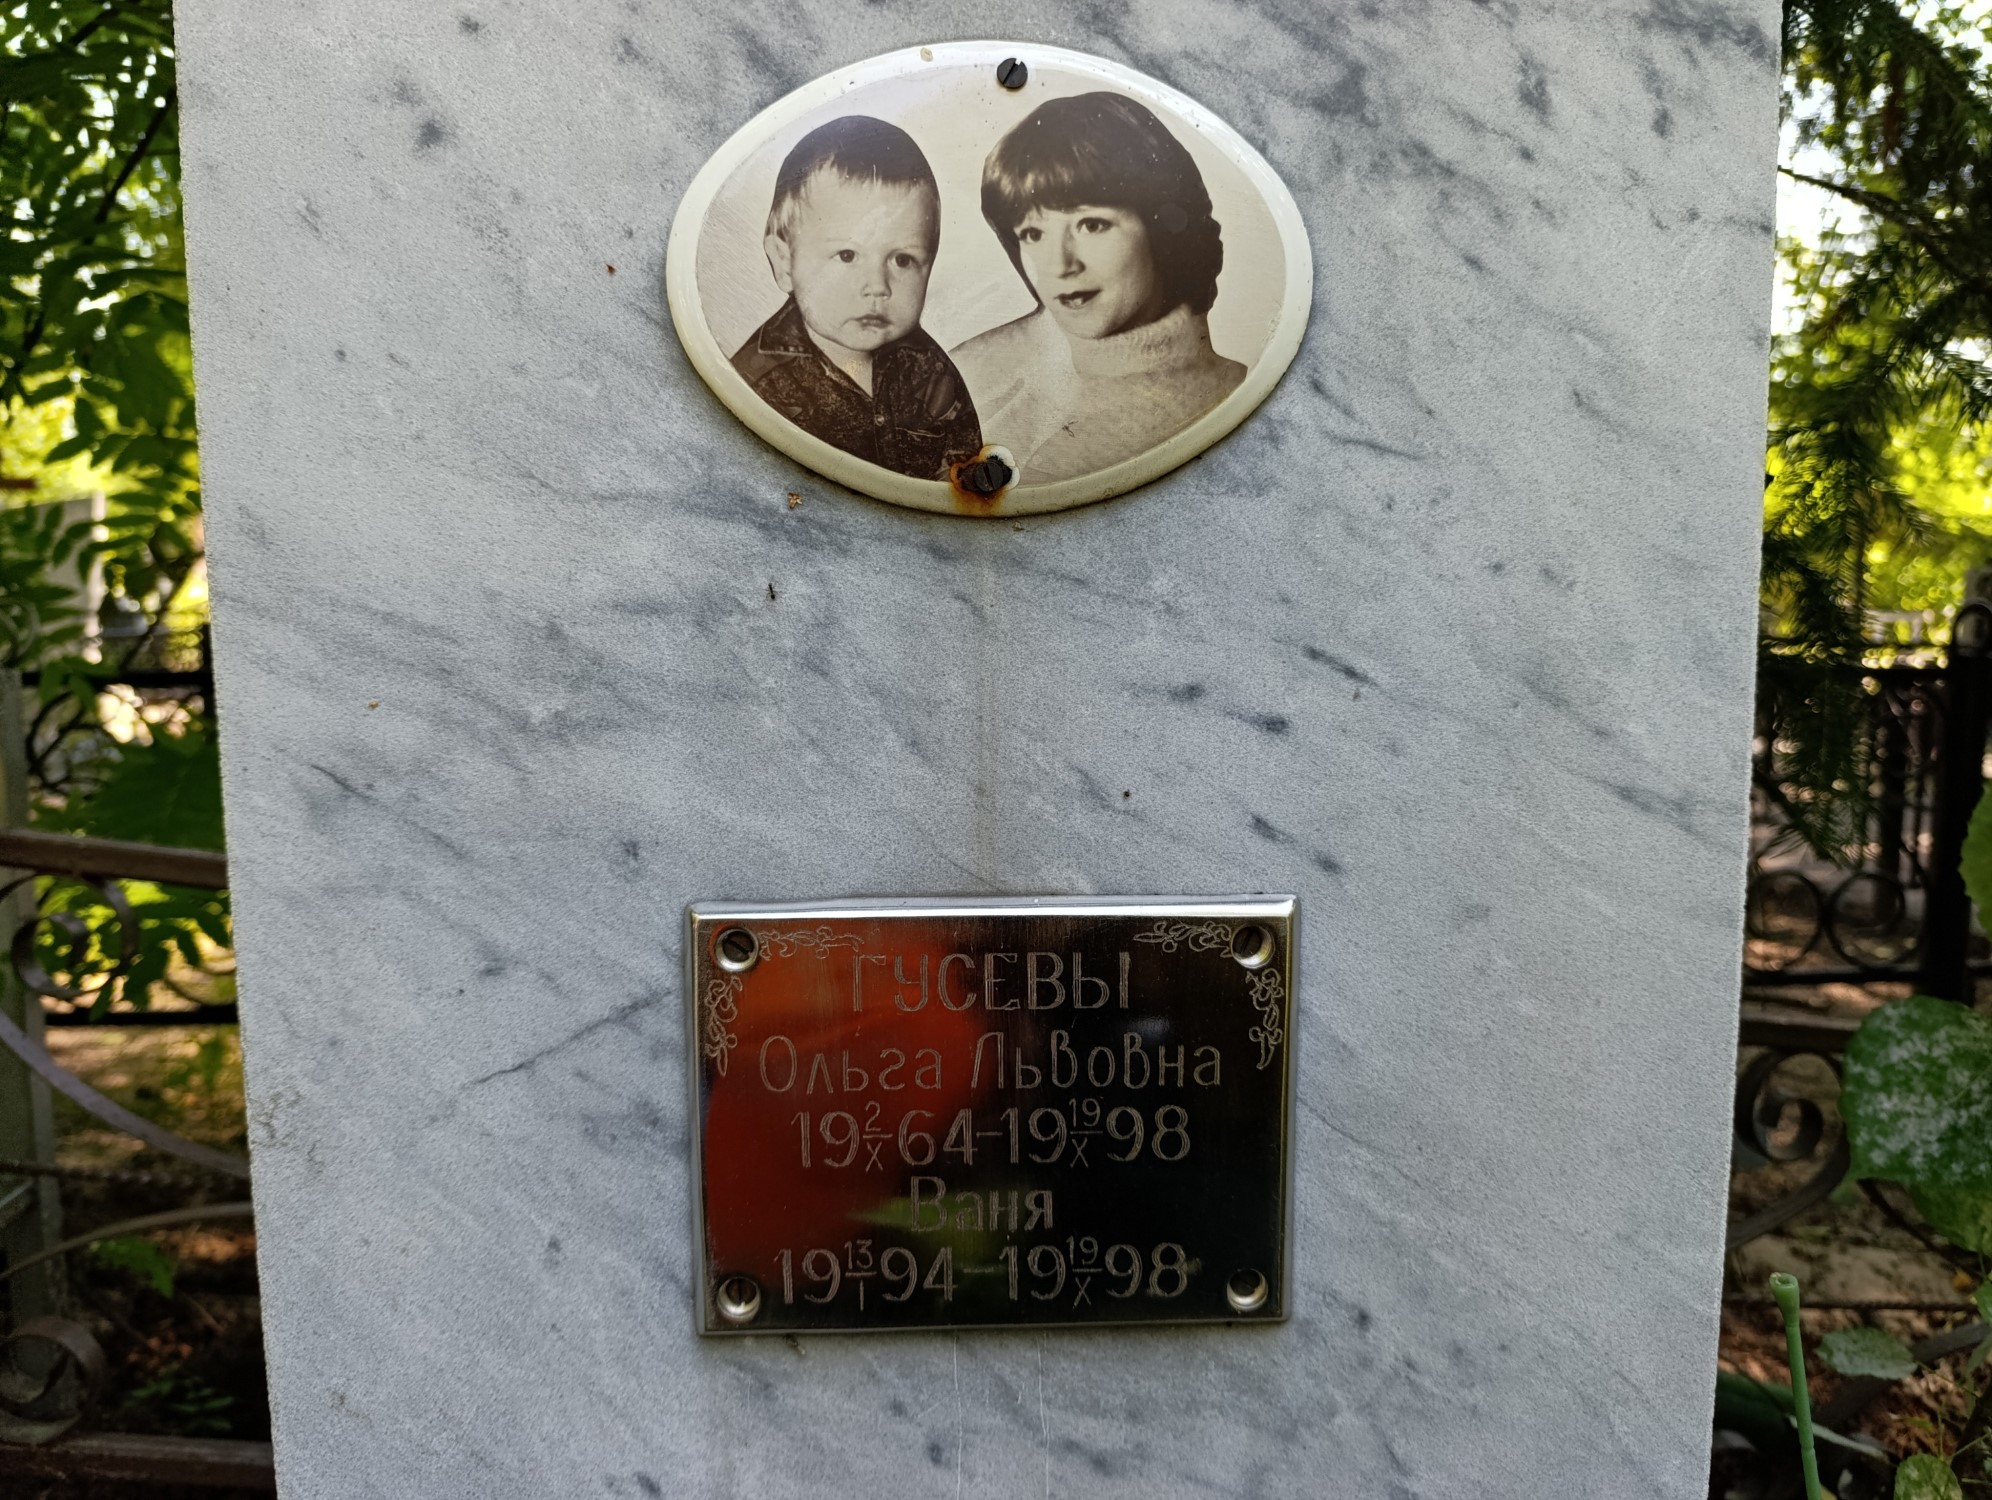 ГУСЕВЫ
Ольга Львовна
19 2/X 64-19 19/X 98
Ваня
19 13/I 94-19 19/X 98